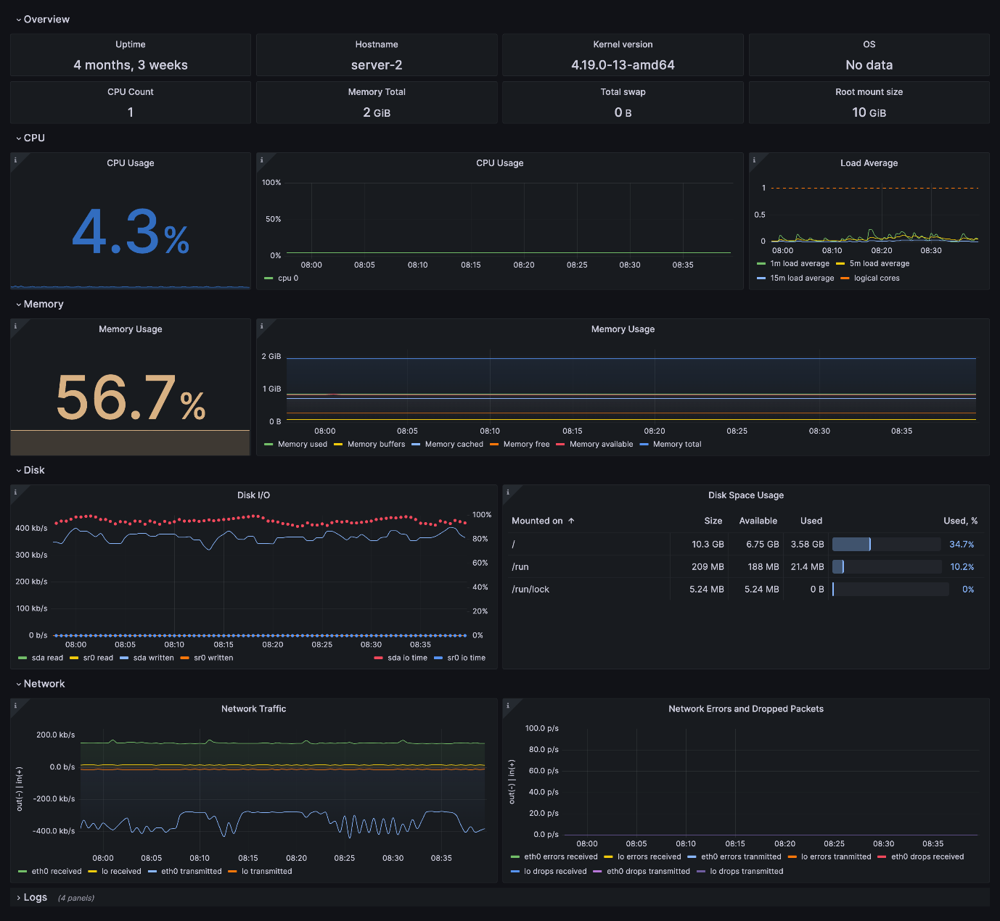 Overview
Uptime
4 months, 3 weeks
Hostname
server-2
Kernel version
4.19.0-13-amd64
OS
No data
CPU Count
1
Memory Total
2 GiB
Total swap
0 B
Root mount size
10 GiB
CPU
CPU Usage
4.3%
CPU Usage
100%
50%
0%
08:00 08:05 08:10 08:15 08:20 08:25 08:30 08:35
cpu 0
Load Average
1
0.5
0
08:00 08:10 08:20 08:30
1m load average 5m load average
15m load average logical cores
Memory
Memory Usage
56.7%
Memory Usage
2 GiB
1 GiB
0 B
08:00 08:05 08:10 08:15 08:20 08:25 08:30 08:35
Memory used Memory buffers Memory cached Memory free Memory available Memory total
Disk
Disk I/O
400 kb/s
300 kb/s
200 kb/s
100 kb/s
0 b/s
100%
80%
60%
40%
20%
0%
08:00 08:05 08:10 08:15 08:20 08:25 08:30 08:35
sda read sr0 read sda written sr0 written sda io time sr0 io time
Disk Space Usage
Mounted on Size Available Used Used, %
/ 10.3 GB 6.75 GB 3.58 GB 34.7%
/run 209 MB 188 MB 21.4 MB 10.2%
/run/lock 5.24 MB 5.24 MB 0 B 0%
Network
Network Traffic
out(-) | in(+)
200.0 kb/s
0.0 b/s
-200.0 kb/s
-400.0 kb/s
08:00 08:05 08:10 08:15 08:20 08:25 08:30 08:35
eth0 received lo received eth0 transmitted lo transmitted
Network Errors and Dropped Packets
out(-) | in(+)
100.0 p/s
80.0 p/s
60.0 p/s
40.0 p/s
20.0 p/s
0.0 p/s
08:00 08:05 08:10 08:15 08:20 08:25 08:30 08:35
eth0 errors received lo errors received eth0 errors tranmitted lo errors tranmitted eth0 drops received
lo drops received eth0 drops transmitted lo drops transmitted
Logs (4 panels)